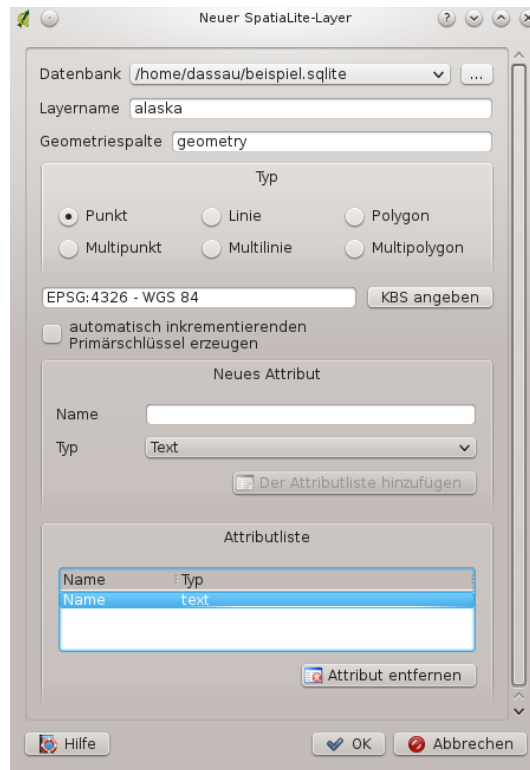 Neuer SpatiaLite-Layer
Datenbank /home/dassau/beispiel.sqlite ...
Layername alaska
Geometriespalte geometry
Typ
Punkt Linie Polygon
Multipunkt Multilinie Multipolygon
EPSG:4326 - WGS 84 KBS angeben
automatisch inkrementierenden
Primärschlüssel erzeugen
Neues Attribut
Name
Typ Text
Der Attributliste hinzufügen
Attributliste
Name Typ
Name text
Attribut entfernen
Hilfe OK Abbrechen